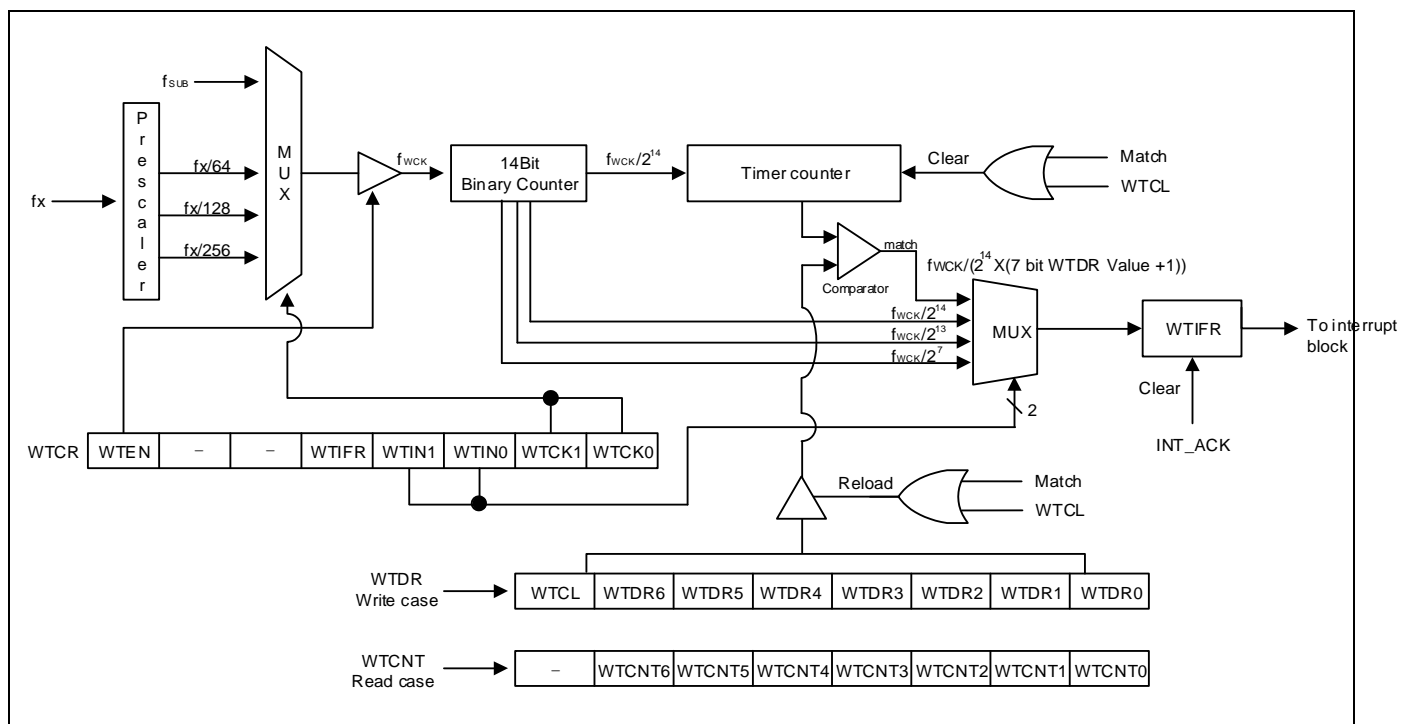 fSUB
Prescaler
MUX
fx
fx/64
fx/128
fx/256
fWCK
14Bit
Binary Counter
fWCK/2^14
Timer counter
Clear
Match
WTCL
match
Comparator
fWCK/(2^14 X(7 bit WTDR Value +1))
fWCK/2^14
fWCK/2^13
fWCK/2^7
MUX
2
WTIFR
To interrupt
block
Clear
INT_ACK
WTCR WTEN – – WTIFR WTIN1 WTIN0 WTCK1 WTCK0
Reload
Match
WTCL
WTDR
Write case
WTCL WTDR6 WTDR5 WTDR4 WTDR3 WTDR2 WTDR1 WTDR0
WTCNT
Read case
– WTCNT6 WTCNT5 WTCNT4 WTCNT3 WTCNT2 WTCNT1 WTCNT0